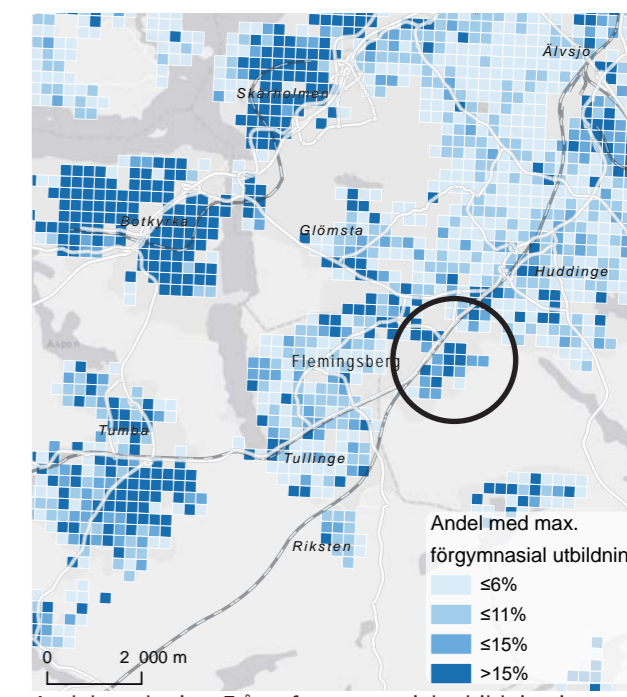 Älvsjö
Skärholmen
Botkyrka
Glömsta
Huddinge
Aspen
Flemingsberg
Tumba
Tullinge
Riksten
Andel med max.
förgymnasial utbildnin
≤6%
≤11%
≤15%
>15%
0 2 000 m